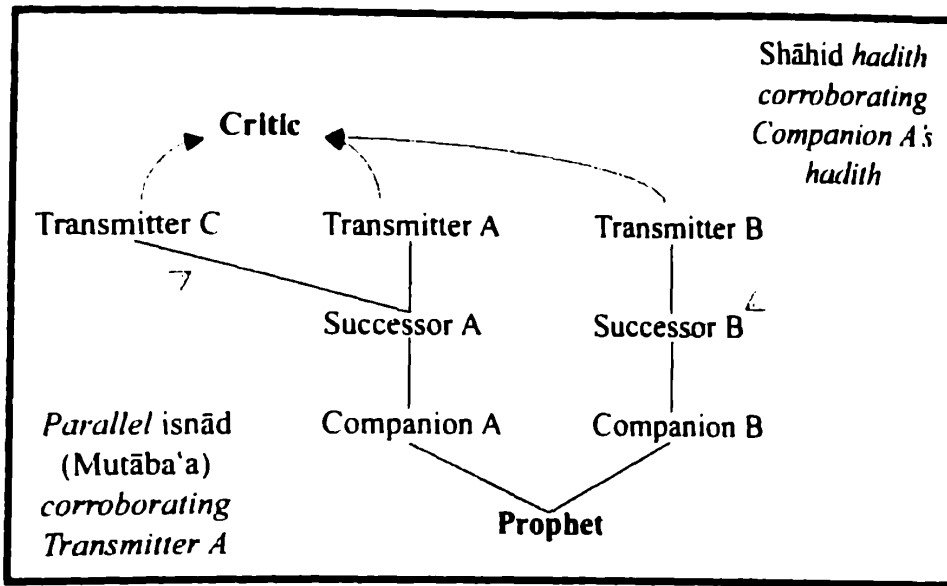 Shāhid hadith
corroborating
Companion A's
hadith
Critic
Transmitter C
Transmitter A
Transmitter B
Successor A
Successor B
Companion A
Companion B
Parallel isnād
(Mutāba'a)
corroborating
Transmitter A
Prophet